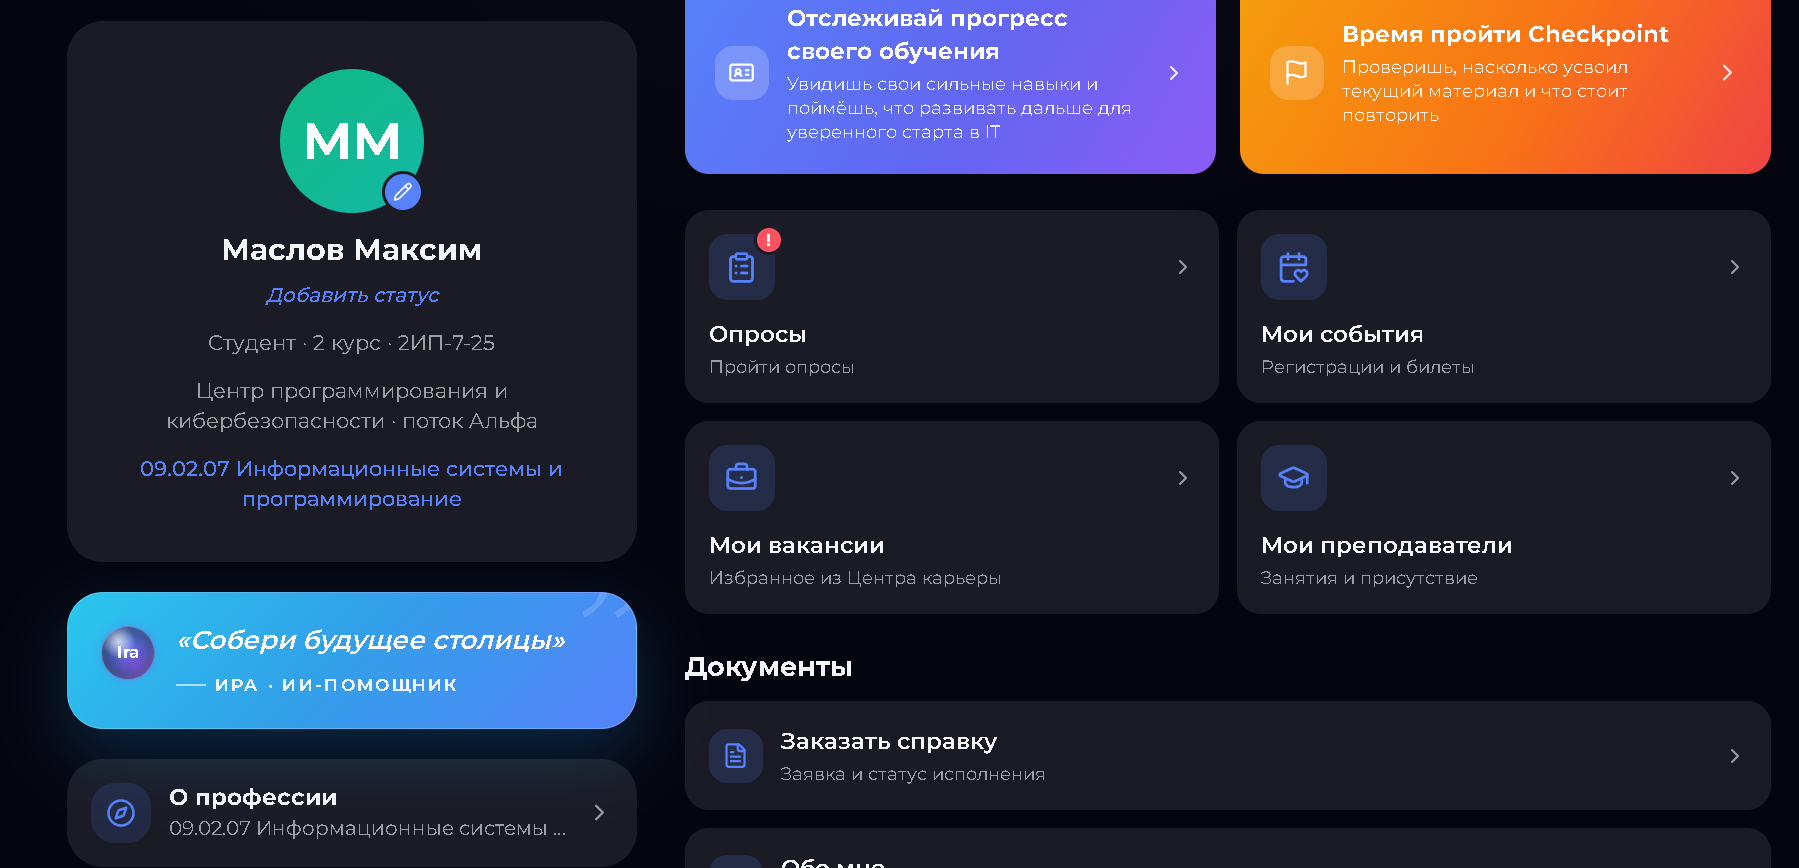 ММ
Маслов Максим
Добавить статус
Студент · 2 курс · 2ИП-7-25
Центр программирования и
кибербезопасности · поток Альфа
09.02.07 Информационные системы и
программирование
Ira
«Собери будущее столицы»
— ИРА · ИИ-ПОМОЩНИК
О профессии
09.02.07 Информационные системы ...
Отслеживай прогресс
своего обучения
Увидишь свои сильные навыки и
поймёшь, что развивать дальше для
уверенного старта в IT
Время пройти Checkpoint
Проверишь, насколько усвоил
текущий материал и что стоит
повторить
!
Опросы
Пройти опросы
Мои события
Регистрации и билеты
Мои вакансии
Избранное из Центра карьеры
Мои преподаватели
Занятия и присутствие
Документы
Заказать справку
Заявка и статус исполнения
Обо мне